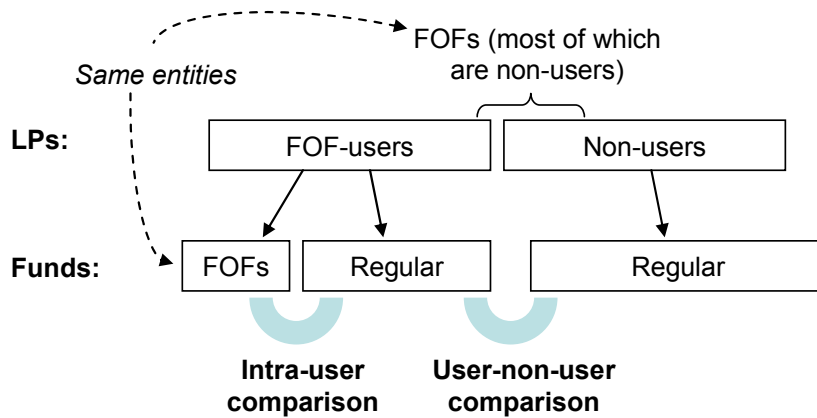 FOFs (most of which
are non-users)
Same entities
LPs:
FOF-users
Non-users
Funds:
FOFs
Regular
Regular
Intra-user
comparison
User-non-user
comparison